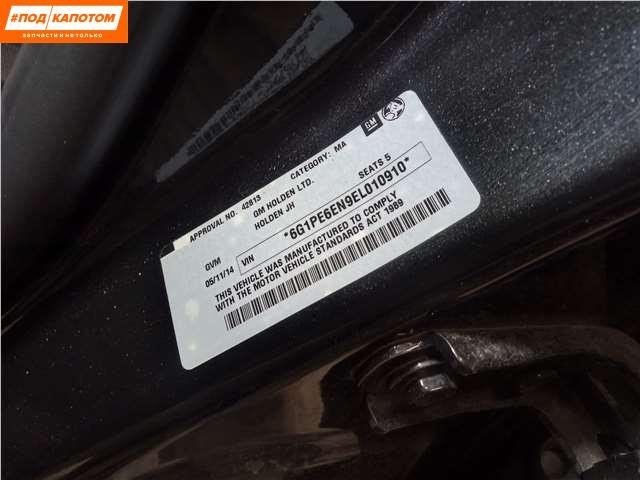 #ПОД КАПОТОМ
запчасти и не только
GM
APPROVAL NO. 42813 CATEGORY: MA
GM HOLDEN LTD.
HOLDEN JH SEATS 5
GVM
05/11/14 VIN *6G1PE6EN9EL010910*
THIS VEHICLE WAS MANUFACTURED TO COMPLY
WITH THE MOTOR VEHICLE STANDARDS ACT 1989